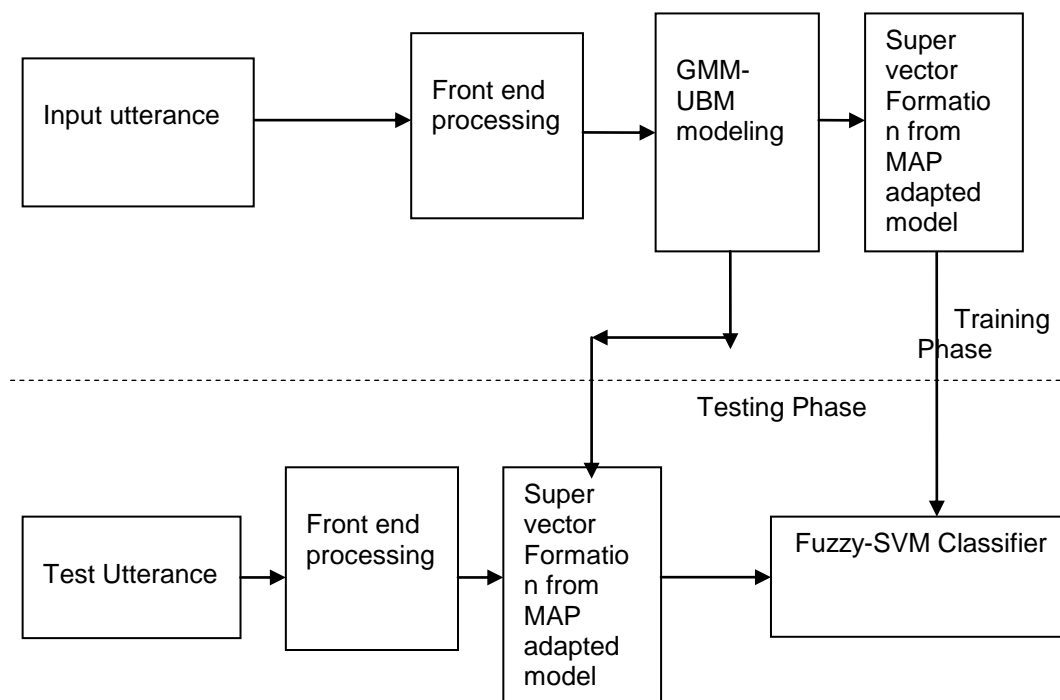 Input utterance
Front end
processing
GMM-
UBM
modeling
Super
vector
Formatio
n from
MAP
adapted
model
Training
Phase
Testing Phase
Test Utterance
Front end
processing
Super
vector
Formatio
n from
MAP
adapted
model
Fuzzy-SVM Classifier